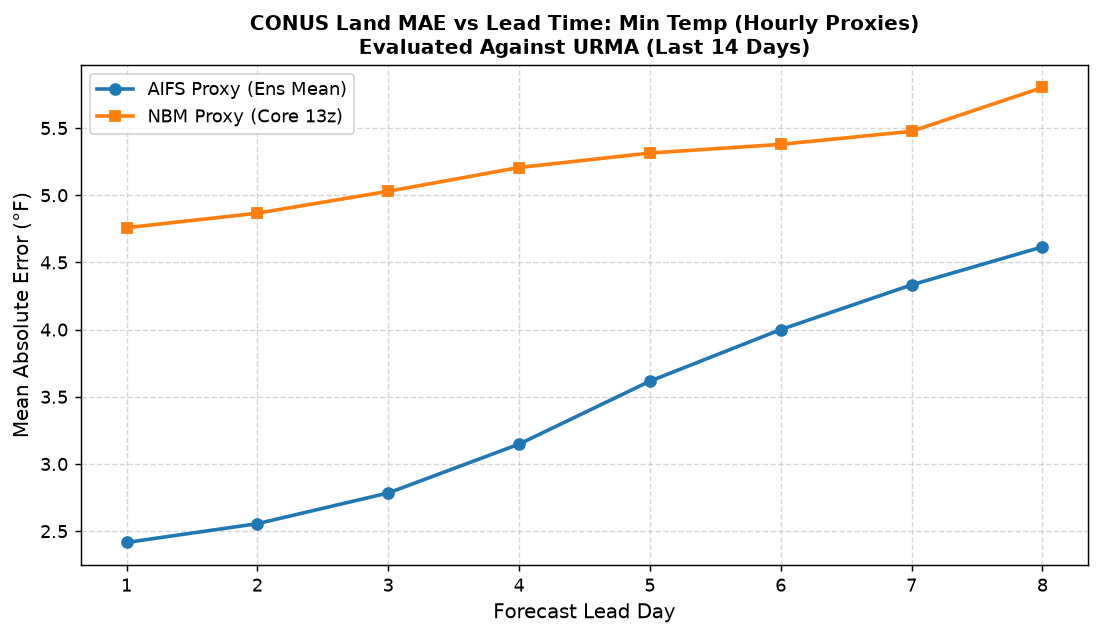 CONUS Land MAE vs Lead Time: Min Temp (Hourly Proxies)
Evaluated Against URMA (Last 14 Days)
AIFS Proxy (Ens Mean)
NBM Proxy (Core 13z)
Mean Absolute Error (°F)
5.5
5.0
4.5
4.0
3.5
3.0
2.5
1 2 3 4 5 6 7 8
Forecast Lead Day